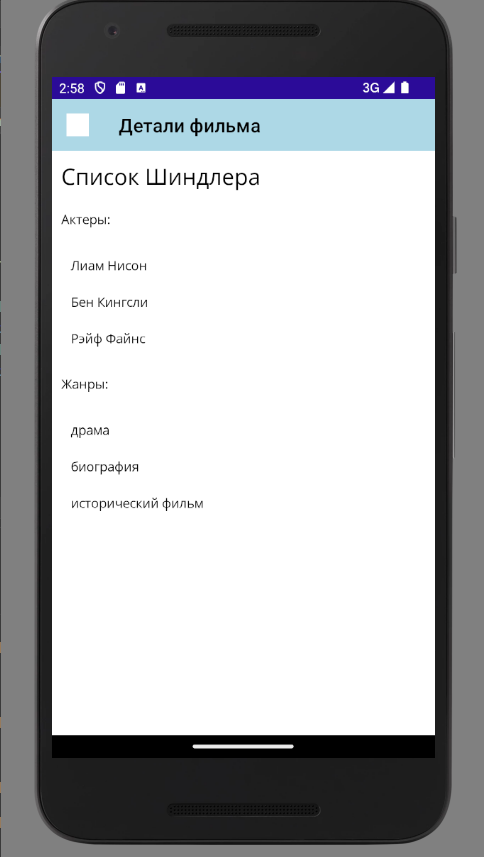 2:58
3G
Детали фильма
Список Шиндлера
Актеры:
Лиам Нисон
Бен Кингсли
Рэйф Файнс
Жанры:
драма
биография
исторический фильм